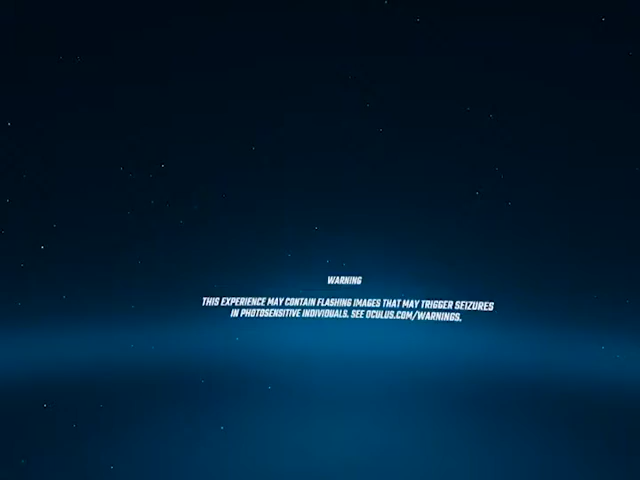 WARNING
THIS EXPERIENCE MAY CONTAIN FLASHING IMAGES THAT MAY TRIGGER SEIZURES
IN PHOTOSENSITIVE INDIVIDUALS. SEE OCULUS.COM/WARNINGS.